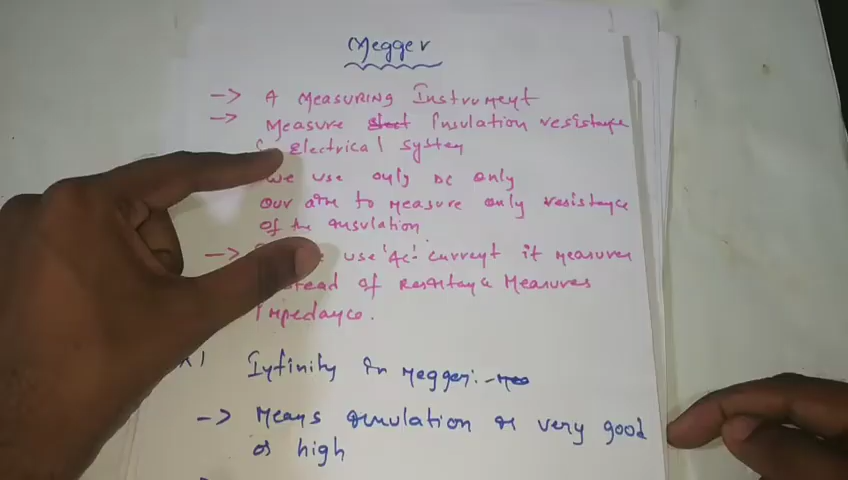 Megger
→ A Measuring Instrument
→ Measure Insulation resistance
Electrical system
we use only DC only
our aim to measure only resistance
of the insulation
→ use 'AC' current it measures
instead of Resistance Measures
Impedance.
Infinity in Megger:-
→ Means insulation is very good
or high